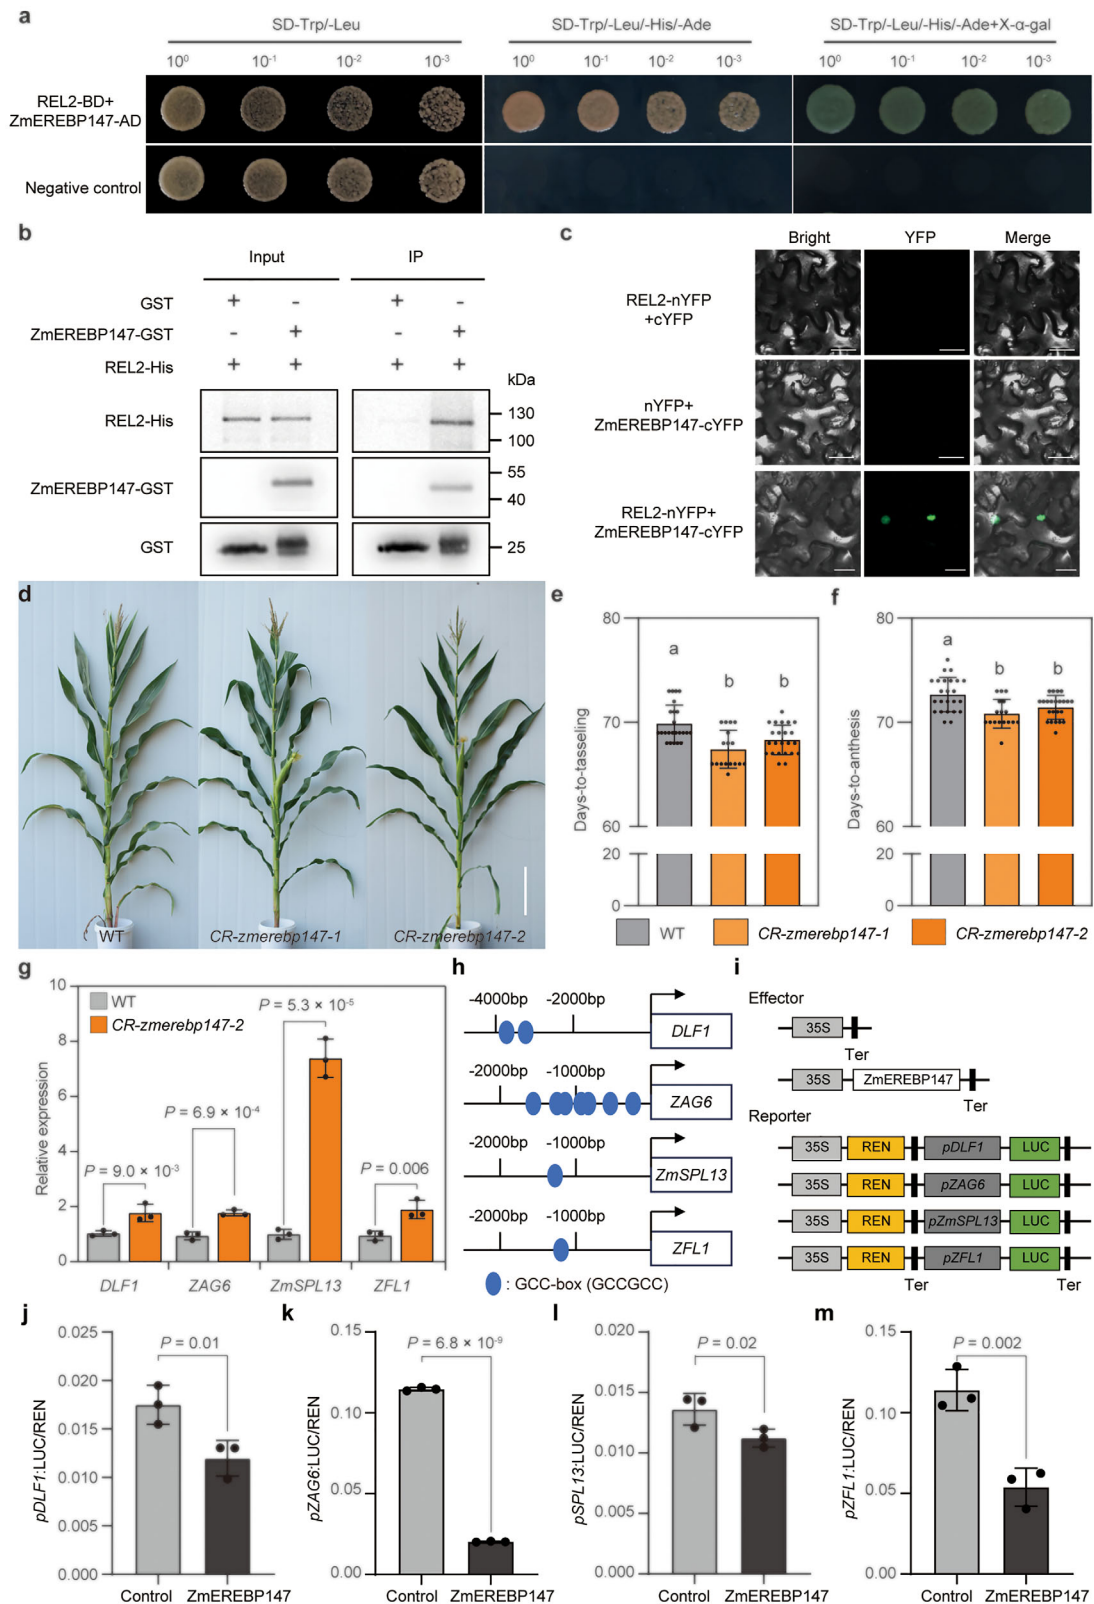 a
SD-Trp/-Leu
SD-Trp/-Leu/-His/-Ade
SD-Trp/-Leu/-His/-Ade+X-α-gal
10⁰ 10⁻¹ 10⁻² 10⁻³
10⁰ 10⁻¹ 10⁻² 10⁻³
10⁰ 10⁻¹ 10⁻² 10⁻³
REL2-BD+
ZmEREBP147-AD
Negative control
b
Input
IP
GST + - + -
ZmEREBP147-GST - + - +
REL2-His + + + +
kDa
REL2-His
130
100
ZmEREBP147-GST
55
40
GST
25
c
Bright YFP Merge
REL2-nYFP
+cYFP
nYFP+
ZmEREBP147-cYFP
REL2-nYFP+
ZmEREBP147-cYFP
d
WT
CR-zmerebp147-1
CR-zmerebp147-2
e
Days-to-tasseling
80
70
60
20
0
a
b
b
f
Days-to-anthesis
80
70
60
20
0
a
b
b
WT
CR-zmerebp147-1
CR-zmerebp147-2
g
Relative expression
10
8
6
4
2
0
WT
CR-zmerebp147-2
P = 9.0 × 10⁻³
P = 6.9 × 10⁻⁴
P = 5.3 × 10⁻⁵
P = 0.006
DLF1 ZAG6 ZmSPL13 ZFL1
h
-4000bp -2000bp
DLF1
-2000bp -1000bp
ZAG6
-2000bp -1000bp
ZmSPL13
-2000bp -1000bp
ZFL1
: GCC-box (GCCGCC)
i
Effector
35S
Ter
35S ZmEREBP147
Ter
Reporter
35S REN pDLF1 LUC
35S REN pZAG6 LUC
35S REN pZmSPL13 LUC
35S REN pZFL1 LUC
Ter Ter
j
pDLF1:LUC/REN
0.025
0.020
0.015
0.010
0.005
0.000
P = 0.01
Control ZmEREBP147
k
pZAG6:LUC/REN
0.15
0.10
0.05
0.00
P = 6.8 × 10⁻⁹
Control ZmEREBP147
l
pSPL13:LUC/REN
0.020
0.015
0.010
0.005
0.000
P = 0.02
Control ZmEREBP147
m
pZFL1:LUC/REN
0.15
0.10
0.05
0.00
P = 0.002
Control ZmEREBP147